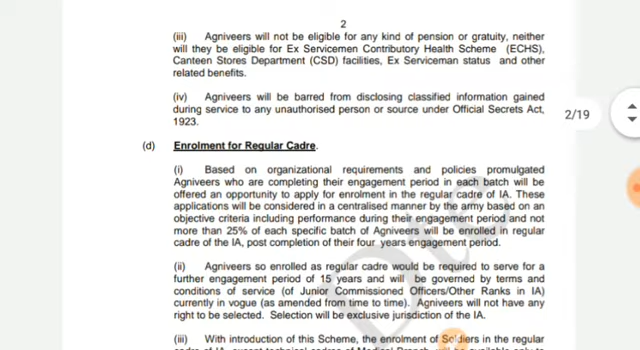 2
(iii) Agniveers will not be eligible for any kind of pension or gratuity, neither
will they be eligible for Ex Servicemen Contributory Health Scheme (ECHS),
Canteen Stores Department (CSD) facilities, Ex Serviceman status and other
related benefits.
(iv) Agniveers will be barred from disclosing classified information gained
during service to any unauthorised person or source under Official Secrets Act,
1923.
2/19
(d) Enrolment for Regular Cadre.
(i) Based on organizational requirements and policies promulgated
Agniveers who are completing their engagement period in each batch will be
offered an opportunity to apply for enrolment in the regular cadre of IA. These
applications will be considered in a centralised manner by the army based on an
objective criteria including performance during their engagement period and not
more than 25% of each specific batch of Agniveers will be enrolled in regular
cadre of the IA, post completion of their four years engagement period.
(ii) Agniveers so enrolled as regular cadre would be required to serve for a
further engagement period of 15 years and will be governed by terms and
conditions of service (of Junior Commissioned Officers/Other Ranks in IA)
currently in vogue (as amended from time to time). Agniveers will not have any
right to be selected. Selection will be exclusive jurisdiction of the IA.
(iii) With introduction of this Scheme, the enrolment of Soldiers in the regular
Dte